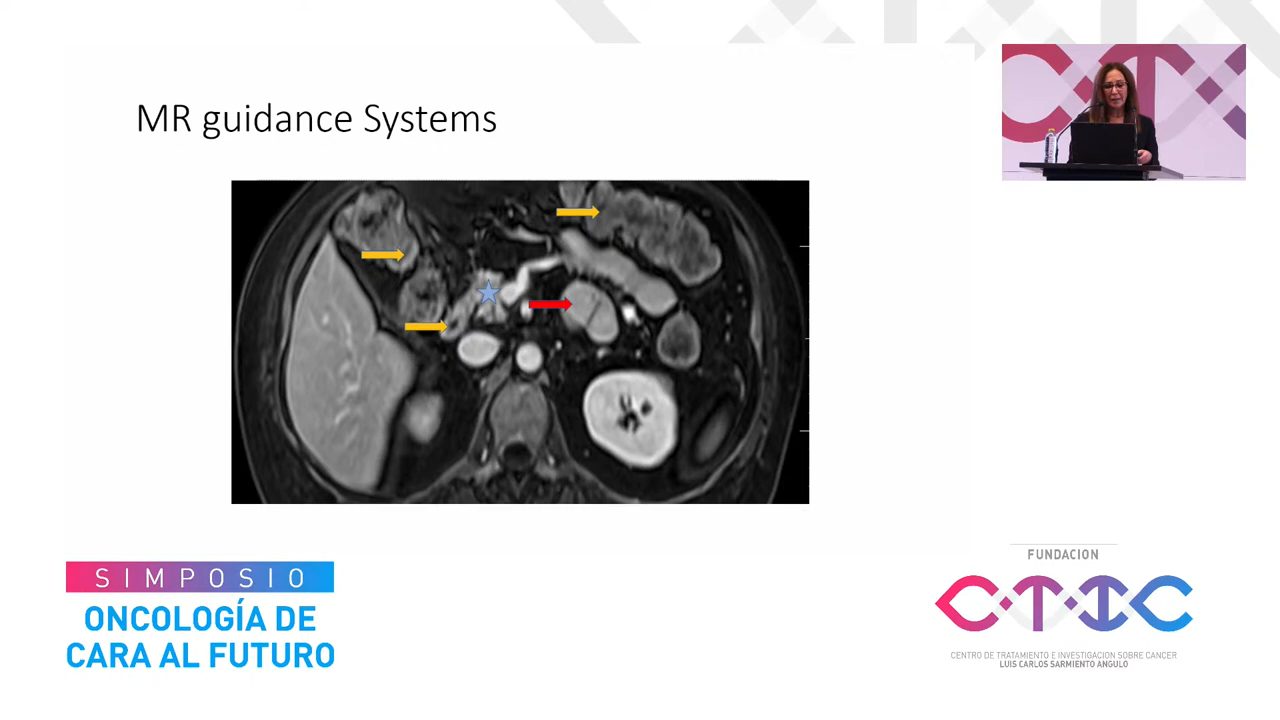 MR guidance Systems
SIMPOSIO
ONCOLOGÍA DE
CARA AL FUTURO
FUNDACION
CTIC
CENTRO DE TRATAMIENTO E INVESTIGACION SOBRE CANCER
LUIS CARLOS SARMIENTO ANGULO